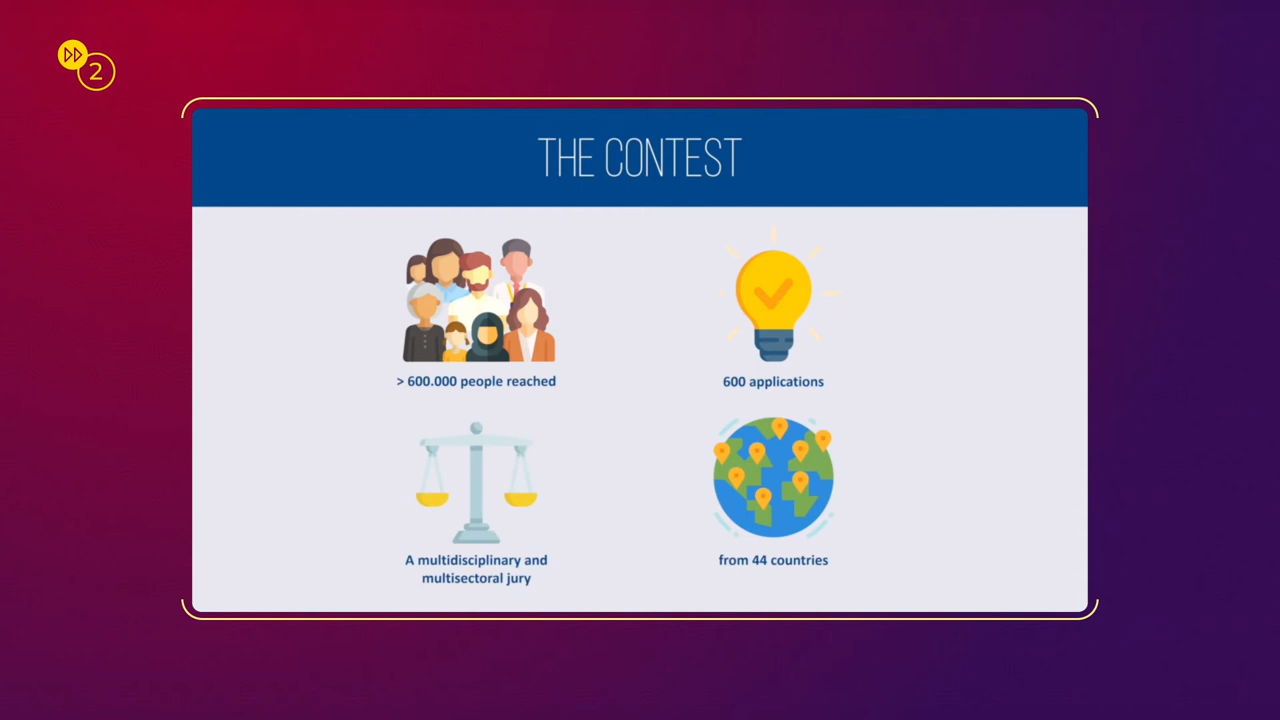 2
THE CONTEST
> 600.000 people reached
600 applications
A multidisciplinary and
multisectoral jury
from 44 countries